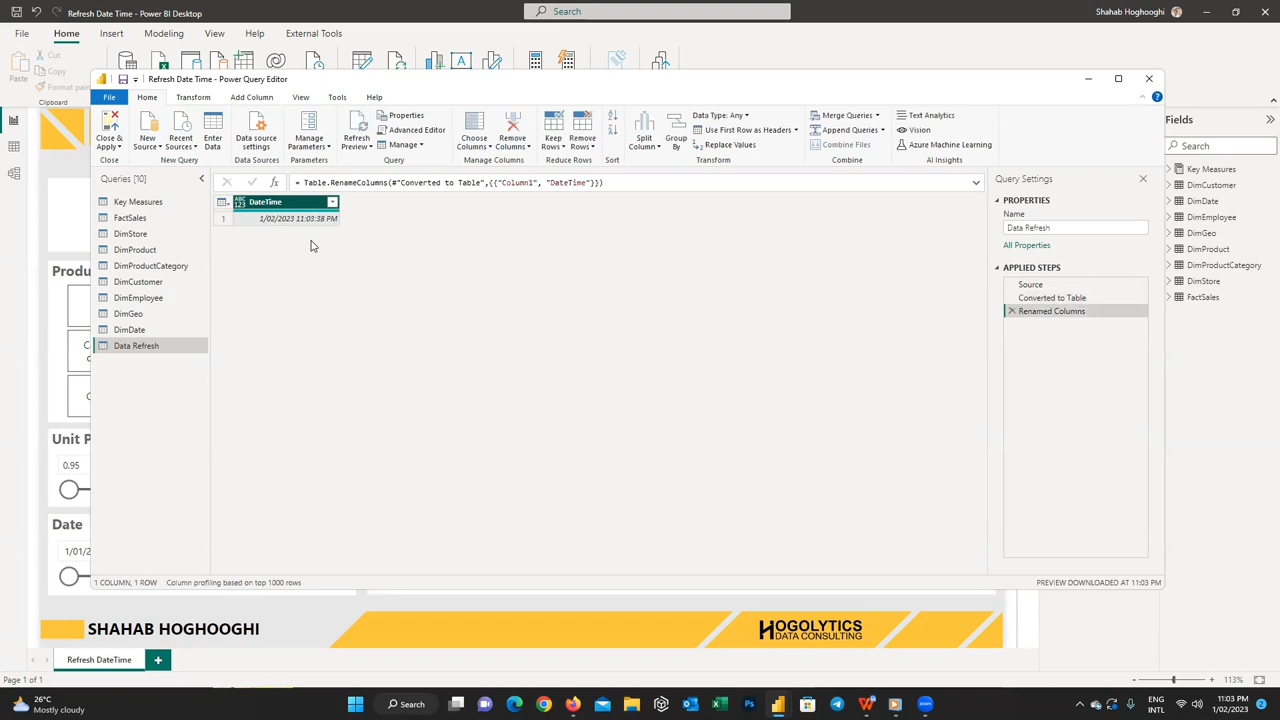 Refresh Date Time - Power BI Desktop
Search
Shahab Hoghooghi
File
Home
Insert
Modeling
View
Help
External Tools
Paste
Cut
Copy
Format pain
Clipboard
Refresh Date Time - Power Query Editor
File
Home
Transform
Add Column
View
Tools
Help
Close & Apply
New Source
Recent Sources
Enter Data
Data source settings
Manage Parameters
Refresh Preview
Properties
Advanced Editor
Manage
Choose Columns
Remove Columns
Keep Rows
Remove Rows
Split Column
Group By
Data Type: Any
Use First Row as Headers
Replace Values
Merge Queries
Append Queries
Combine Files
Text Analytics
Vision
Azure Machine Learning
Close
New Query
Data Sources
Parameters
Query
Manage Columns
Reduce Rows
Sort
Transform
Combine
AI Insights
Queries [10]
Key Measures
FactSales
DimStore
DimProduct
DimProductCategory
DimCustomer
DimEmployee
DimGeo
DimDate
Data Refresh
= Table.RenameColumns(#"Converted to Table",{{"Column1", "DateTime"}})
ABC 123 DateTime
1 1/02/2023 11:03:38 PM
Query Settings
PROPERTIES
Name
Data Refresh
All Properties
APPLIED STEPS
Source
Converted to Table
Renamed Columns
1 COLUMN, 1 ROW
Column profiling based on top 1000 rows
PREVIEW DOWNLOADED AT 11:03 PM
Fields
Search
Key Measures
DimCustomer
DimDate
DimEmployee
DimGeo
DimProduct
DimProductCategory
DimStore
FactSales
Produ
C
Unit P
0.95
Date
1/01/2
SHAHAB HOGHOOGHI
HOGOLYTICS
DATA CONSULTING
Refresh DateTime
Page 1 of 1
113%
26°C
Mostly cloudy
Search
ENG
INTL
11:03 PM
1/02/2023